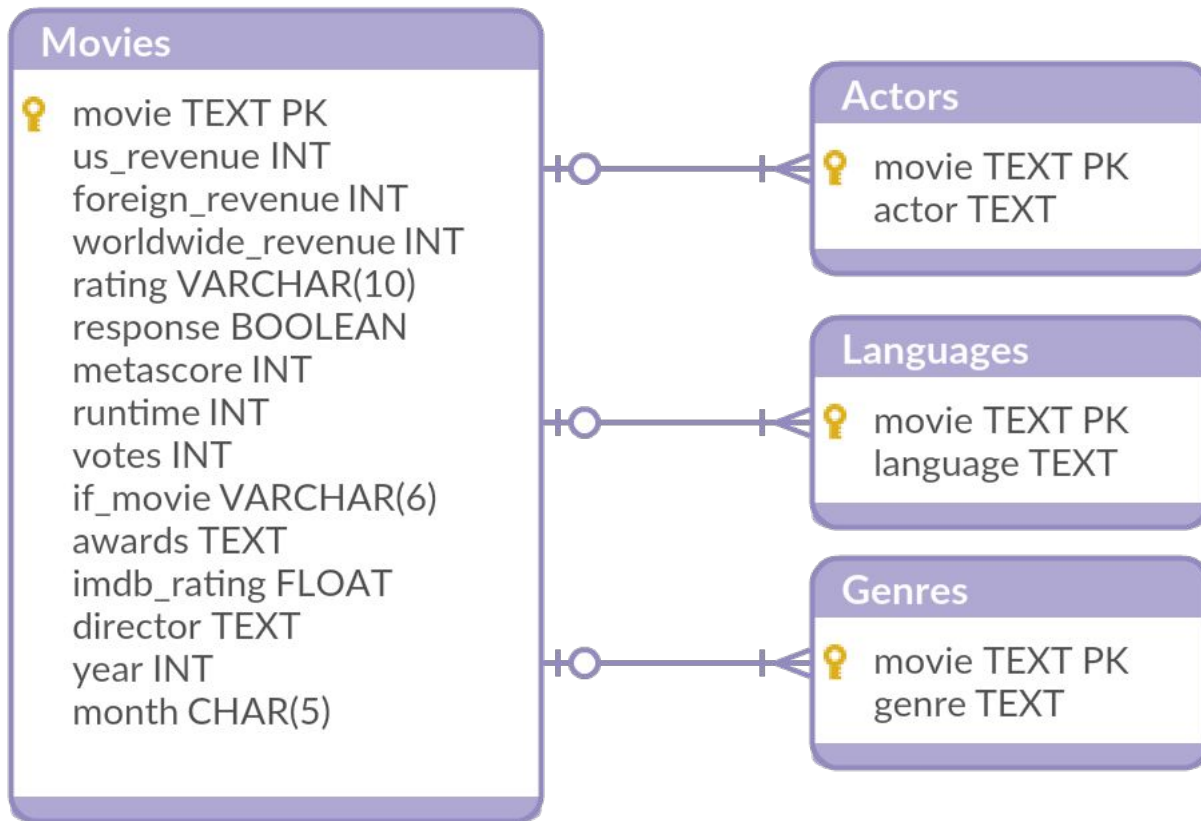 Movies
movie TEXT PK
us_revenue INT
foreign_revenue INT
worldwide_revenue INT
rating VARCHAR(10)
response BOOLEAN
metascore INT
runtime INT
votes INT
if_movie VARCHAR(6)
awards TEXT
imdb_rating FLOAT
director TEXT
year INT
month CHAR(5)
Actors
movie TEXT PK
actor TEXT
Languages
movie TEXT PK
language TEXT
Genres
movie TEXT PK
genre TEXT